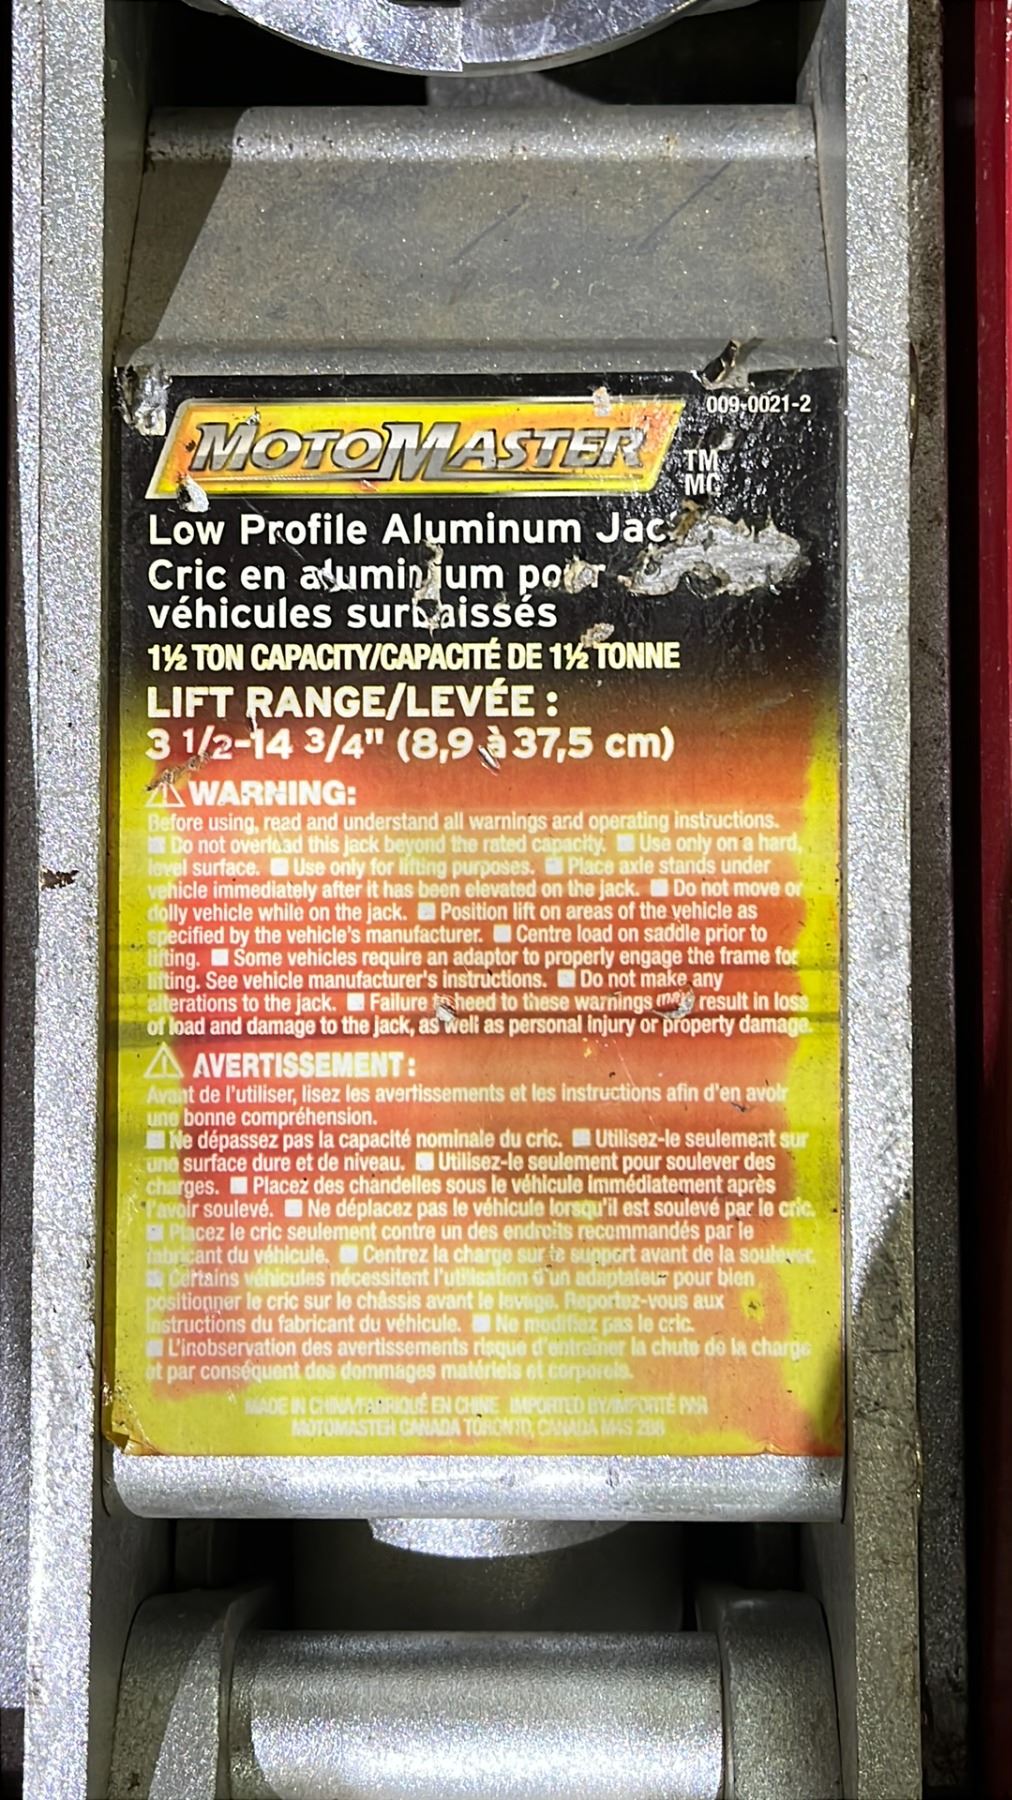 009-0021-2
MOTOMASTER
TM
MC
Low Profile Aluminum Jac
Cric en aluminium pour
véhicules surbaissés
1½ TON CAPACITY/CAPACITÉ DE 1½ TONNE
LIFT RANGE/LEVÉE :
3 1/2-14 3/4" (8,9 à 37,5 cm)
⚠ WARNING:
Before using, read and understand all warnings and operating instructions.
■ Do not overload this jack beyond the rated capacity. ■ Use only on a hard,
level surface. ■ Use only for lifting purposes. ■ Place axle stands under
vehicle immediately after it has been elevated on the jack. ■ Do not move or
dolly vehicle while on the jack. ■ Position lift on areas of the vehicle as
specified by the vehicle's manufacturer. ■ Centre load on saddle prior to
lifting. ■ Some vehicles require an adaptor to properly engage the frame for
lifting. See vehicle manufacturer's instructions. ■ Do not make any
alterations to the jack. ■ Failure to heed to these warnings may result in loss
of load and damage to the jack, as well as personal injury or property damage.
⚠ AVERTISSEMENT :
Avant de l'utiliser, lisez les avertissements et les instructions afin d'en avoir
une bonne compréhension.
■ Ne dépassez pas la capacité nominale du cric. ■ Utilisez-le seulement sur
une surface dure et de niveau. ■ Utilisez-le seulement pour soulever des
charges. ■ Placez des chandelles sous le véhicule immédiatement après
l'avoir soulevé. ■ Ne déplacez pas le véhicule lorsqu'il est soulevé par le cric.
■ Placez le cric seulement contre un des endroits recommandés par le
fabricant du véhicule. ■ Centrez la charge sur le support avant de la soulever.
■ Certains véhicules nécessitent l'utilisation d'un adaptateur pour bien
positionner le cric sur le châssis avant le levage. Reportez-vous aux
instructions du fabricant du véhicule. ■ Ne modifiez pas le cric.
■ L'inobservation des avertissements risque d'entraîner la chute de la charge
et par conséquent des dommages matériels et corporels.
MADE IN CHINA/FABRIQUÉ EN CHINE IMPORTED BY/IMPORTÉ PAR
MOTOMASTER CANADA TORONTO, CANADA M4S 2B8